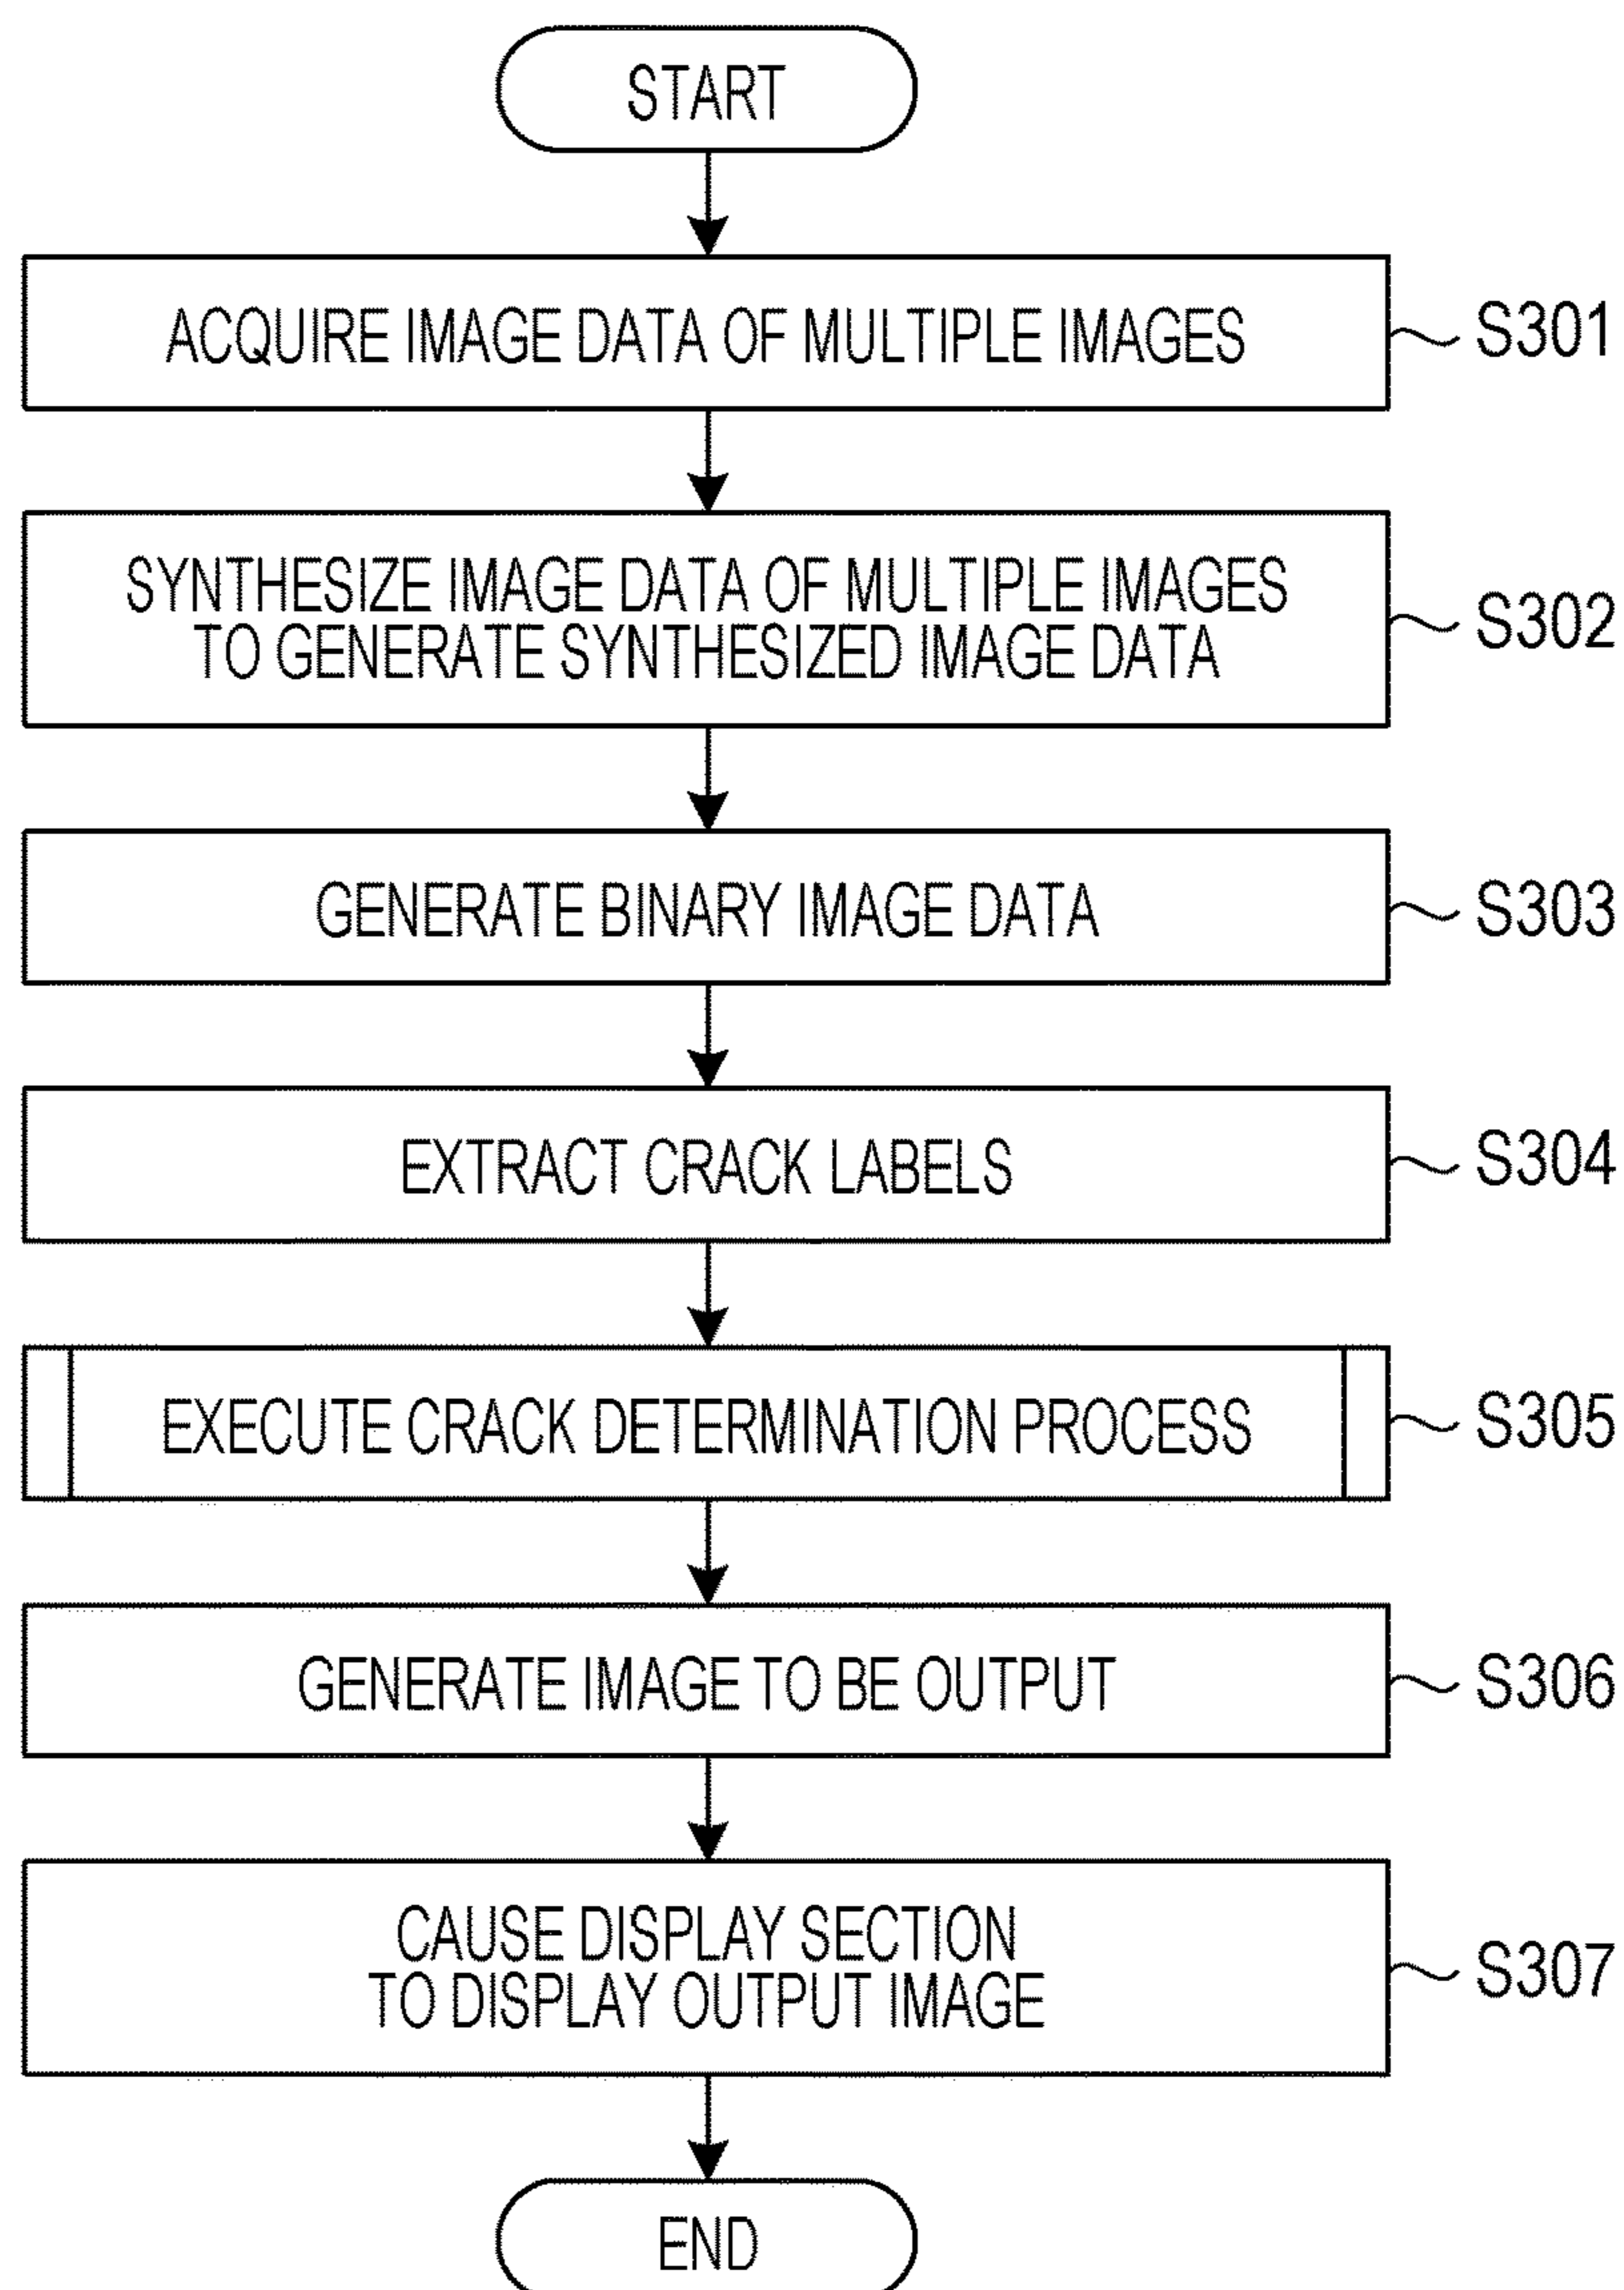 START
ACQUIRE IMAGE DATA OF MULTIPLE IMAGES
S301
SYNTHESIZE IMAGE DATA OF MULTIPLE IMAGES
TO GENERATE SYNTHESIZED IMAGE DATA
S302
GENERATE BINARY IMAGE DATA
S303
EXTRACT CRACK LABELS
S304
EXECUTE CRACK DETERMINATION PROCESS
S305
GENERATE IMAGE TO BE OUTPUT
S306
CAUSE DISPLAY SECTION
TO DISPLAY OUTPUT IMAGE
S307
END